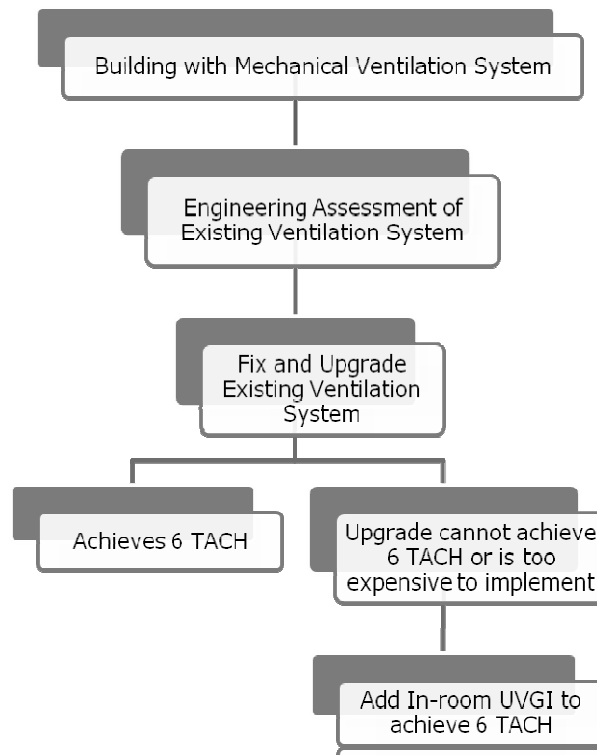 Building with Mechanical Ventilation System
Engineering Assessment of
Existing Ventilation System
Fix and Upgrade
Existing Ventilation
System
Achieves 6 TACH
Upgrade cannot achieve
6 TACH or is too
expensive to implement
Add In-room UVGI to
achieve 6 TACH